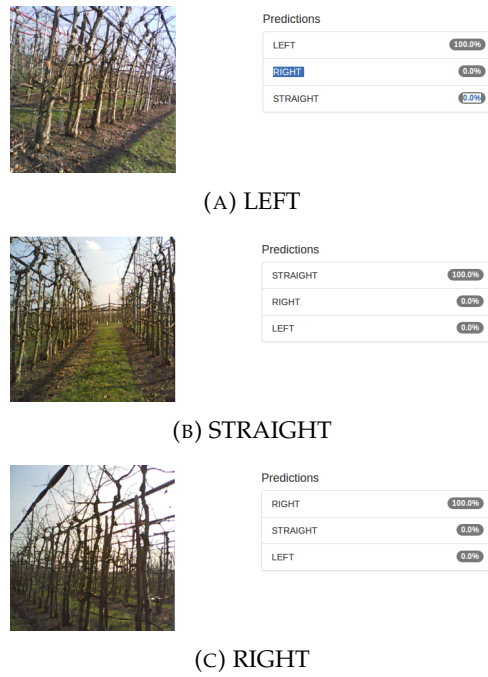 Predictions
LEFT 100.0%
RIGHT 0.0%
STRAIGHT 0.0%
(A) LEFT
Predictions
STRAIGHT 100.0%
RIGHT 0.0%
LEFT 0.0%
(B) STRAIGHT
Predictions
RIGHT 100.0%
STRAIGHT 0.0%
LEFT 0.0%
(C) RIGHT